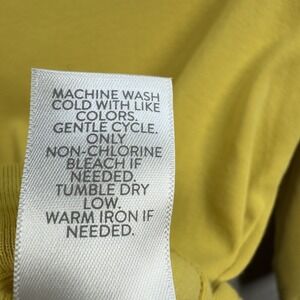 MACHINE WASH
COLD WITH LIKE
COLORS.
GENTLE CYCLE.
ONLY
NON-CHLORINE
BLEACH IF
NEEDED.
TUMBLE DRY
LOW.
WARM IRON IF
NEEDED.